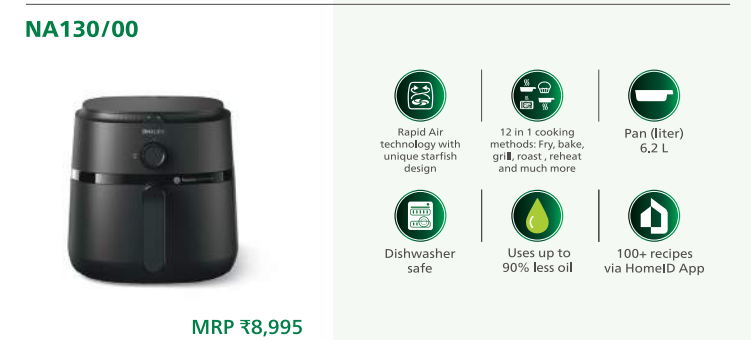 NA130/00
PHILIPS
MRP ₹8,995
Rapid Air
technology with
unique starfish
design
12 in 1 cooking
methods: Fry, bake,
grill, roast , reheat
and much more
Pan (liter)
6.2 L
Dishwasher
safe
Uses up to
90% less oil
100+ recipes
via HomeID App